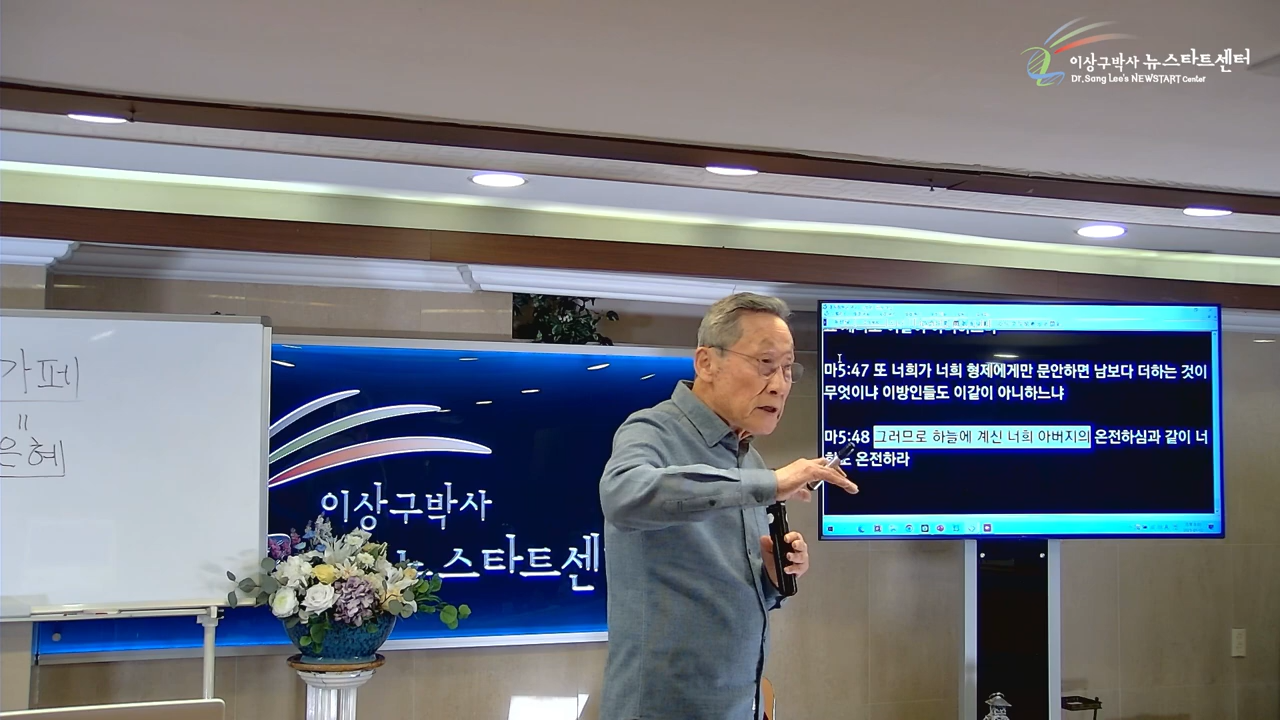 이상구박사 뉴스타트센터
Dr. Sang Lee's NEWSTART Center
가페
=
은혜
이상구박사
뉴스타트센
마5:47 또 너희가 너희 형제에게만 문안하면 남보다 더하는 것이
무엇이냐 이방인들도 이같이 아니하느냐
마5:48 그러므로 하늘에 계신 너희 아버지의 온전하심과 같이 너
온전하라